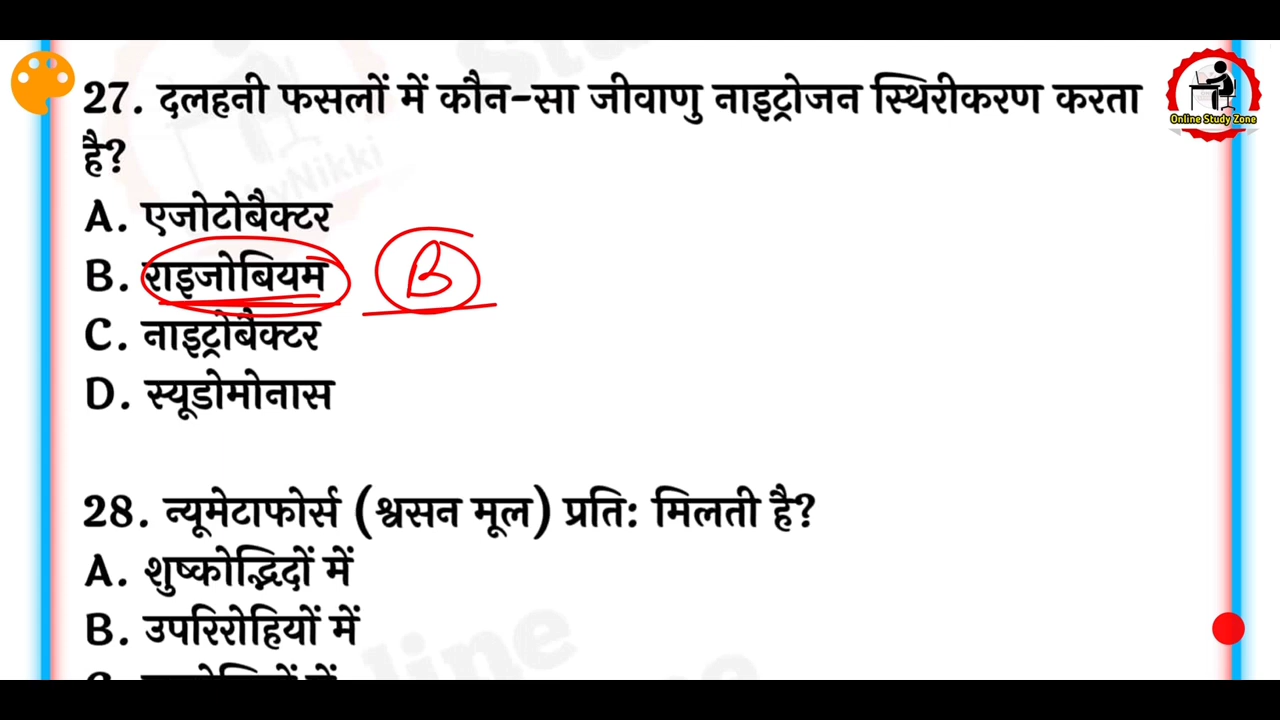 27. दलहनी फसलों में कौन-सा जीवाणु नाइट्रोजन स्थिरीकरण करता
है?
Online Study Zone
A. एजोटोबैक्टर
B. राइजोबियम
B
C. नाइट्रोबैक्टर
D. स्यूडोमोनास
28. न्यूमेटाफोर्स (श्वसन मूल) प्रति: मिलती है?
A. शुष्कोद्भिदों में
B. उपरिरोहियों में